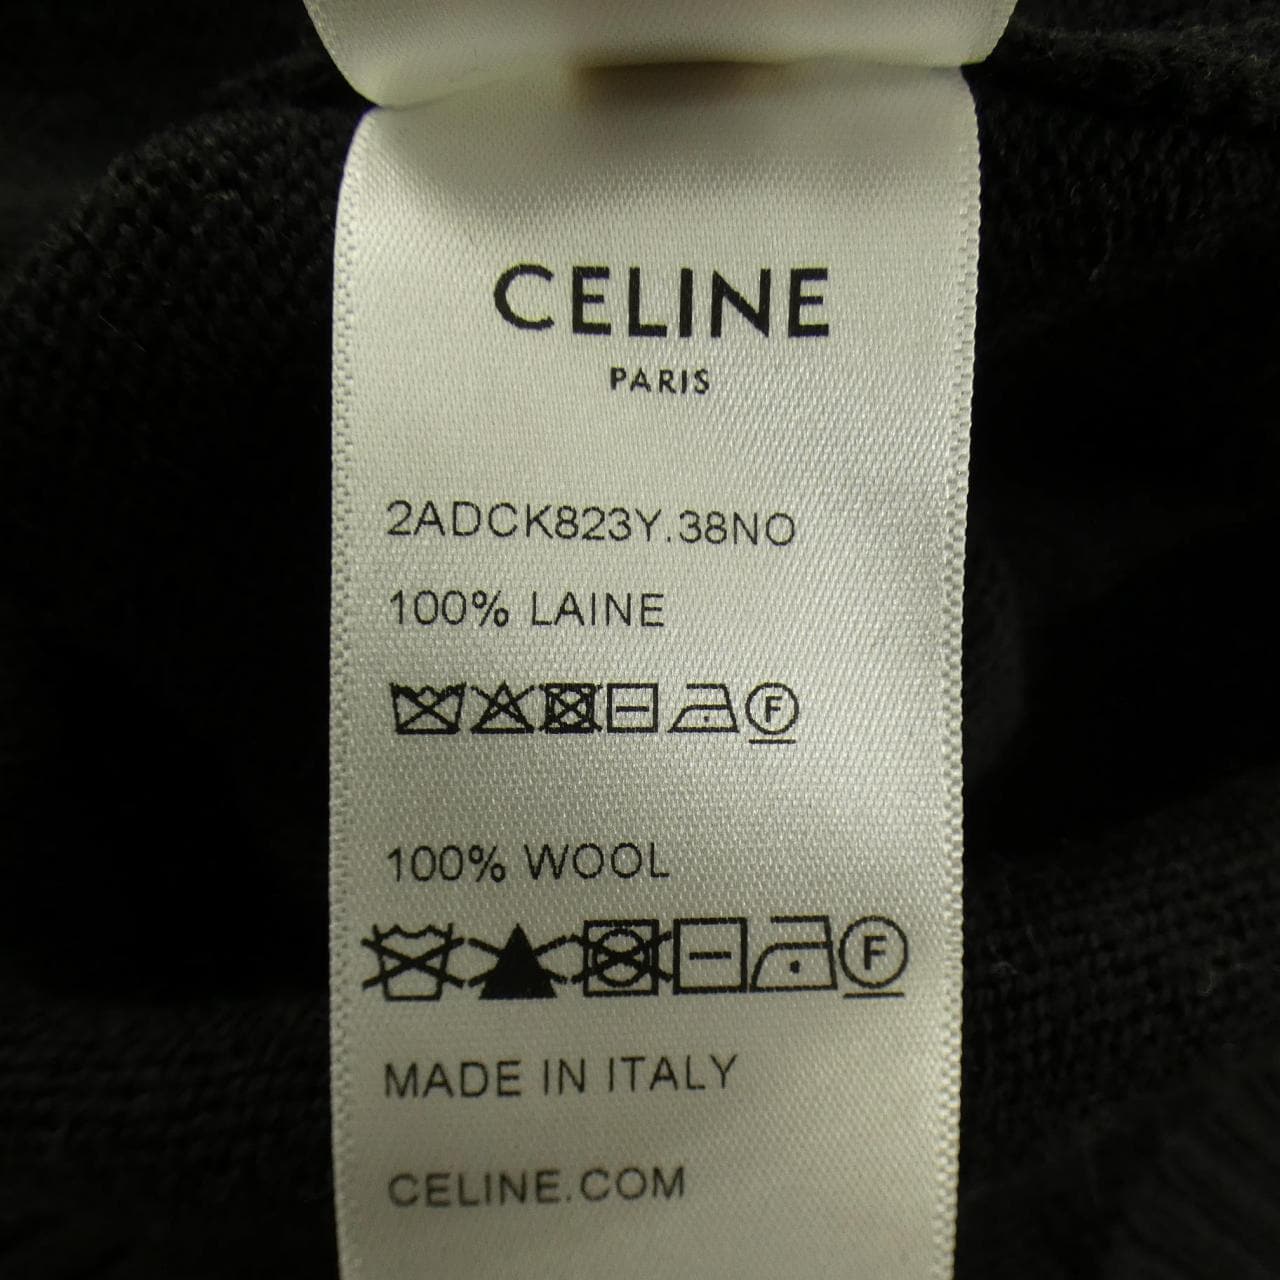 CELINE
PARIS
2ADCK823Y.38NO
100% LAINE
F
100% WOOL
F
MADE IN ITALY
CELINE.COM